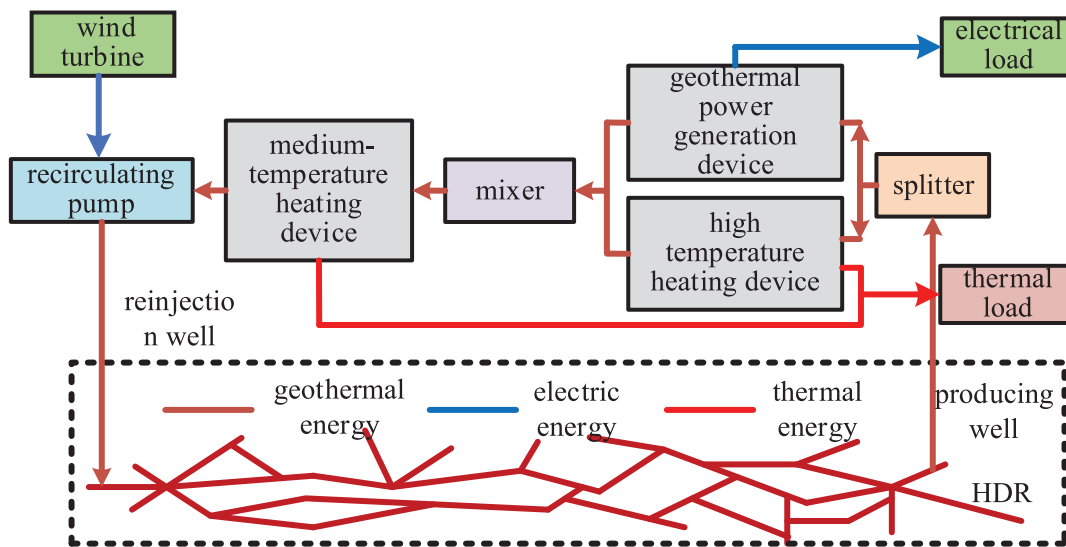 wind
turbine
electrical
load
geothermal
power
generation
device
medium-
temperature
heating
device
recirculating
pump
mixer
splitter
high
temperature
heating device
thermal
load
reinjectio
n well
geothermal
energy
electric
energy
thermal
energy
producing
well
HDR